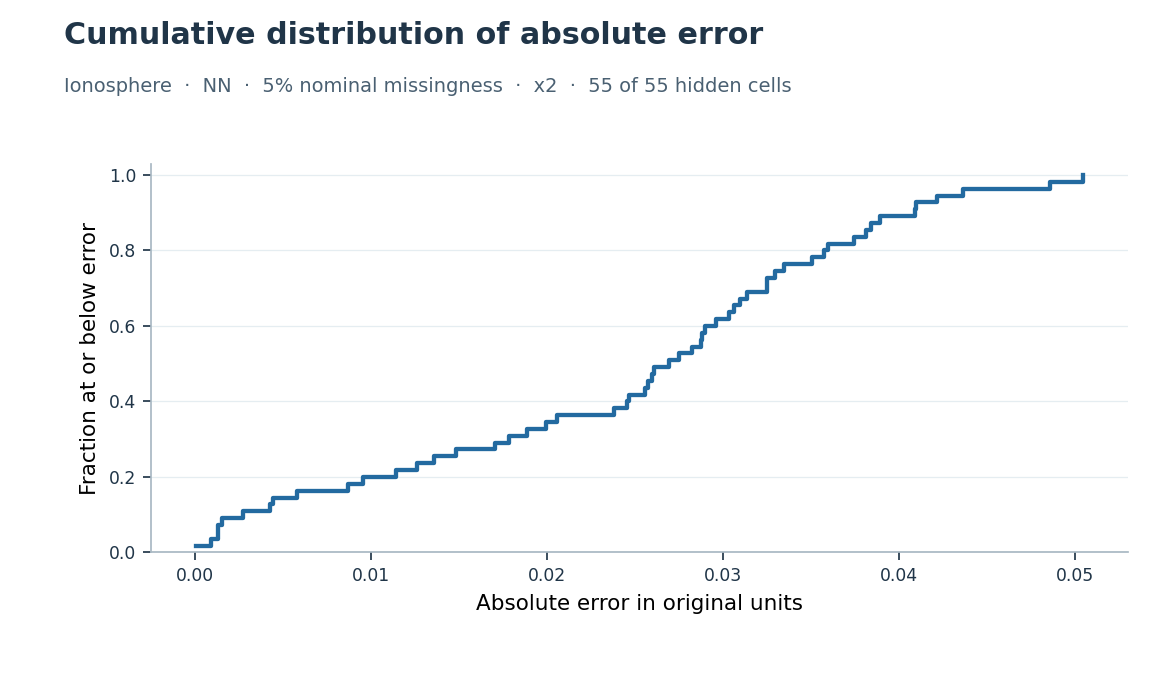 Cumulative distribution of absolute error
Ionosphere · NN · 5% nominal missingness · x2 · 55 of 55 hidden cells
Fraction at or below error
1.0
0.8
0.6
0.4
0.2
0.0
0.00 0.01 0.02 0.03 0.04 0.05
Absolute error in original units